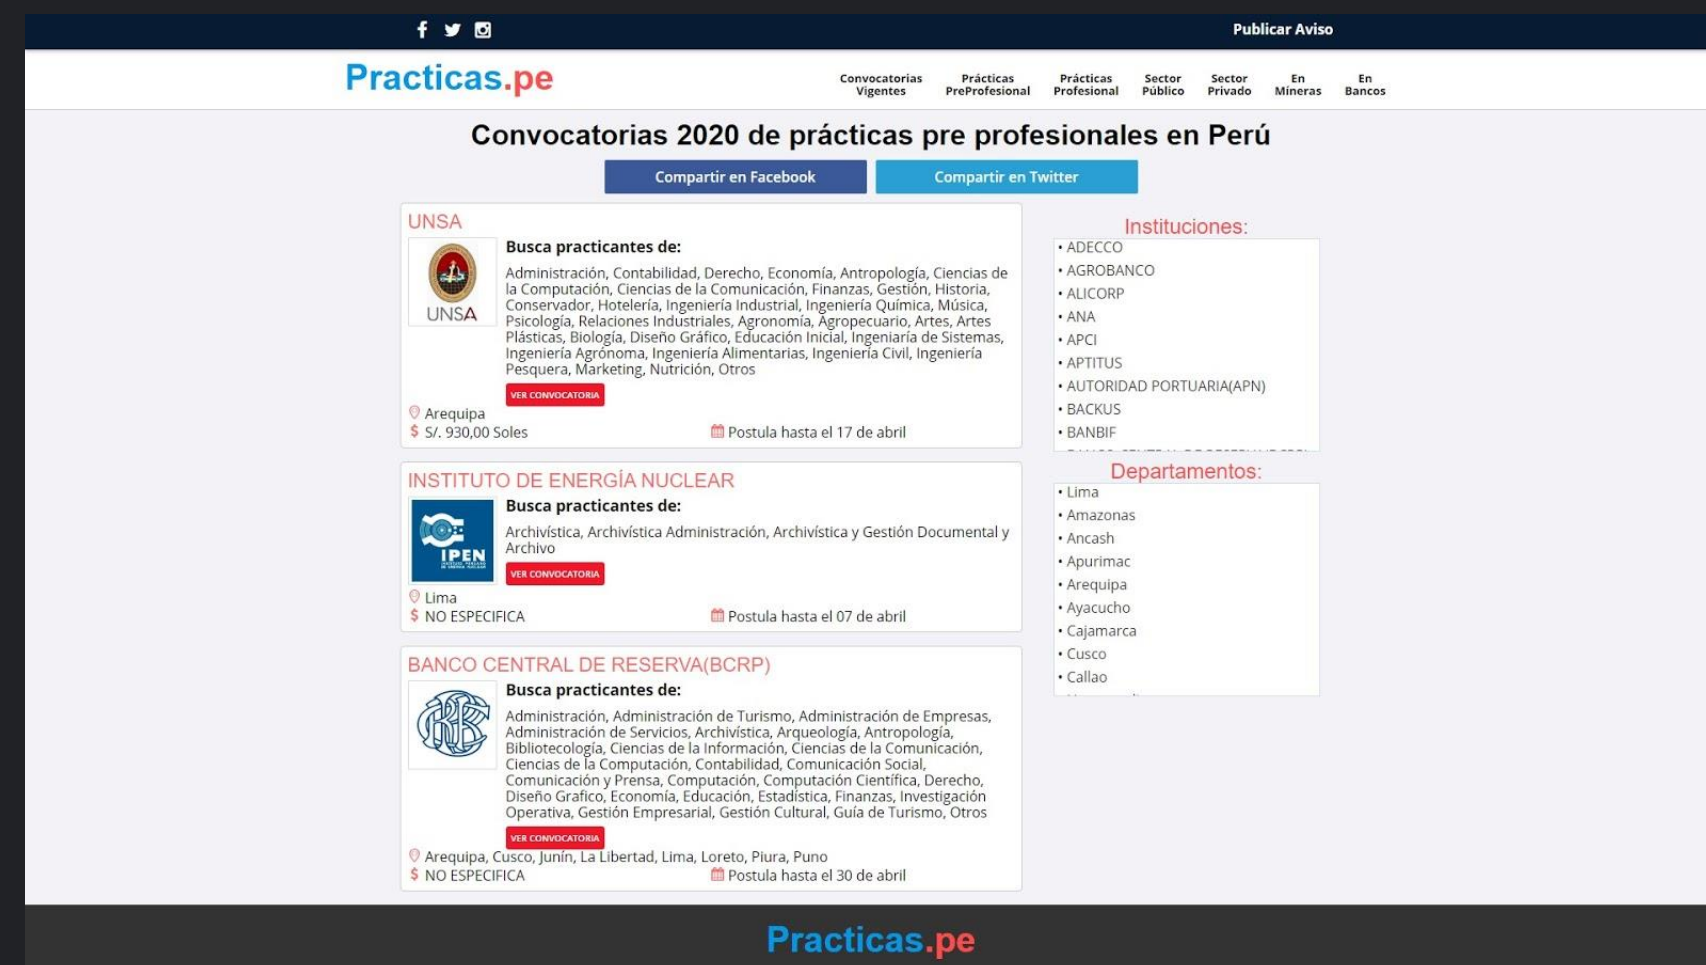 Publicar Aviso
Practicas.pe
Convocatorias Vigentes
Prácticas PreProfesional
Prácticas Profesional
Sector Público
Sector Privado
En Míneras
En Bancos
Convocatorias 2020 de prácticas pre profesionales en Perú
Compartir en Facebook
Compartir en Twitter
UNSA
UNSA
Busca practicantes de:
Administración, Contabilidad, Derecho, Economía, Antropología, Ciencias de
la Computación, Ciencias de la Comunicación, Finanzas, Gestión, Historia,
Conservador, Hotelería, Ingeniería Industrial, Ingeniería Química, Música,
Psicología, Relaciones Industriales, Agronomía, Agropecuario, Artes, Artes
Plásticas, Biología, Diseño Gráfico, Educación Inicial, Ingeniaría de Sistemas,
Ingeniería Agrónoma, Ingeniería Alimentarias, Ingeniería Civil, Ingeniería
Pesquera, Marketing, Nutrición, Otros
VER CONVOCATORIA
Arequipa
$ S/. 930,00 Soles
Postula hasta el 17 de abril
INSTITUTO DE ENERGÍA NUCLEAR
IPEN
Busca practicantes de:
Archivística, Archivística Administración, Archivística y Gestión Documental y
Archivo
VER CONVOCATORIA
Lima
$ NO ESPECIFICA
Postula hasta el 07 de abril
BANCO CENTRAL DE RESERVA(BCRP)
Busca practicantes de:
Administración, Administración de Turismo, Administración de Empresas,
Administración de Servicios, Archivística, Arqueología, Antropología,
Bibliotecología, Ciencias de la Información, Ciencias de la Comunicación,
Ciencias de la Computación, Contabilidad, Comunicación Social,
Comunicación y Prensa, Computación, Computación Científica, Derecho,
Diseño Grafico, Economía, Educación, Estadística, Finanzas, Investigación
Operativa, Gestión Empresarial, Gestión Cultural, Guía de Turismo, Otros
VER CONVOCATORIA
Arequipa, Cusco, Junín, La Libertad, Lima, Loreto, Piura, Puno
$ NO ESPECIFICA
Postula hasta el 30 de abril
Instituciones:
• ADECCO
• AGROBANCO
• ALICORP
• ANA
• APCI
• APTITUS
• AUTORIDAD PORTUARIA(APN)
• BACKUS
• BANBIF
Departamentos:
• Lima
• Amazonas
• Ancash
• Apurimac
• Arequipa
• Ayacucho
• Cajamarca
• Cusco
• Callao
Practicas.pe